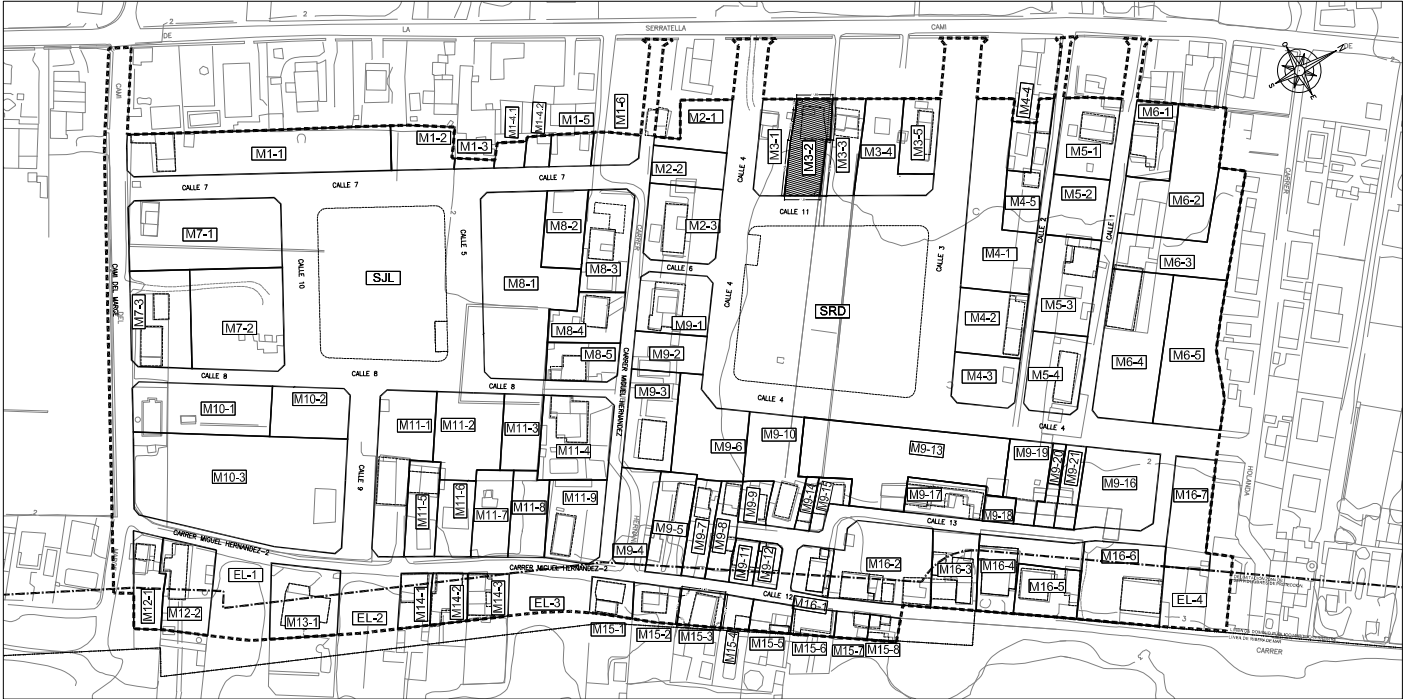 DE LA SERRATELLA CAMI DE
2
2
CAMI
DEL
CAMI DEL MARGE
M1-1
M1-2
M1-3
M1-4.1
M1-4.2
M1-5
M1-6
M2-1
M2-2
M2-3
M3-1
M3-2
M3-3
M3-4
M3-5
M4-4
M4-5
M4-1
M4-2
M4-3
M5-1
M5-2
M5-3
M5-4
M6-1
M6-2
M6-3
M6-4
M6-5
N
E
S
O
CARRER
HOLANDA
CALLE 7
CALLE 7
CALLE 7
CALLE 4
CALLE 11
CALLE 2
CALLE 1
CALLE 3
M7-1
M7-2
M7-3
CALLE 10
SJL
CALLE 5
2
M8-1
M8-2
M8-3
M8-4
M8-5
CARRER
CARRER MIGUEL HERNANDEZ
CALLE 6
CALLE 4
SRD
CALLE 8
CALLE 8
CALLE 8
CALLE 4
CALLE 4
M9-1
M9-2
M9-3
M9-4
M9-5
M9-6
M9-7
M9-8
M9-9
M9-10
M9-11
M9-12
M9-13
M9-14
M9-15
M9-16
M9-17
M9-18
M9-19
M9-20
M9-21
M10-1
M10-2
M10-3
CALLE 9
M11-1
M11-2
M11-3
M11-4
M11-5
M11-6
M11-7
M11-8
M11-9
CARRER MIGUEL HERNANDEZ-2
CARRER MIGUEL HERNANDEZ-2
CALLE 13
CALLE 12
2
2
M12-1
M12-2
EL-1
M13-1
EL-2
M14-1
M14-2
M14-3
EL-3
M15-1
M15-2
M15-3
M15-4
M15-5
M15-6
M15-7
M15-8
M16-1
M16-2
M16-3
M16-4
M16-5
M16-6
M16-7
EL-4
3
CARRER